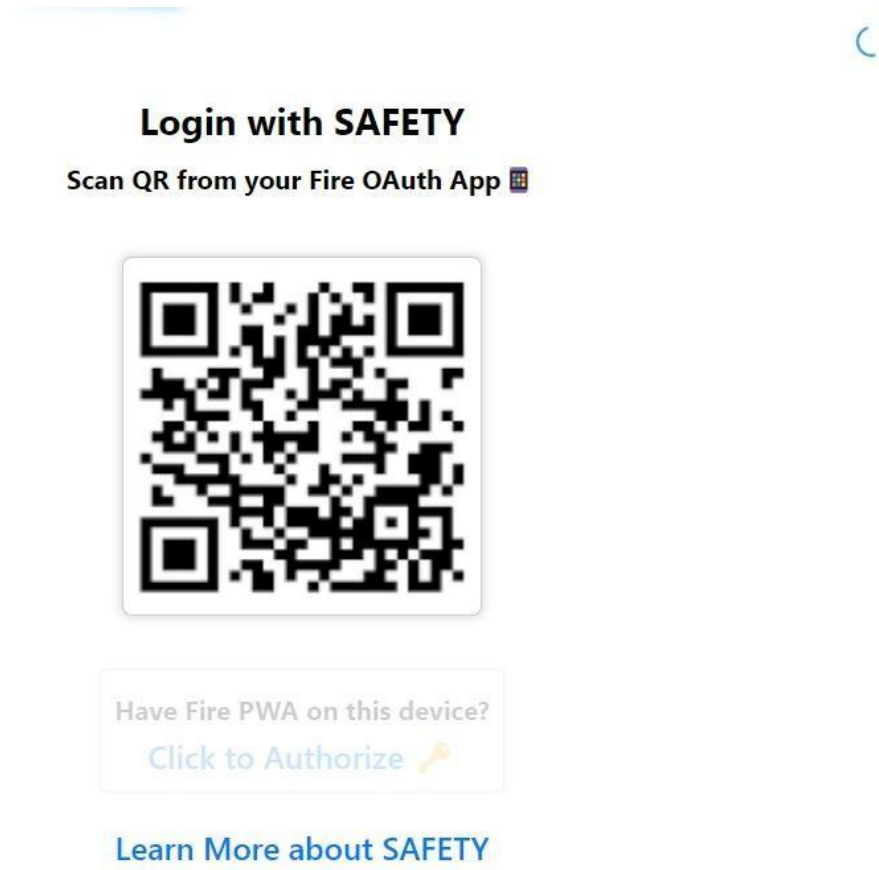 Login with SAFETY
Scan QR from your Fire OAuth App
Have Fire PWA on this device?
Click to Authorize 🔑
Learn More about SAFETY